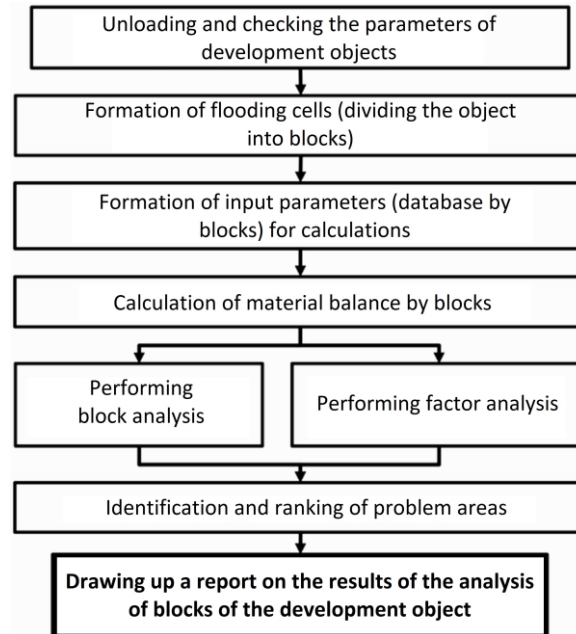 Unloading and checking the parameters of
development objects
Formation of flooding cells (dividing the object
into blocks)
Formation of input parameters (database by
blocks) for calculations
Calculation of material balance by blocks
Performing
block analysis
Performing factor analysis
Identification and ranking of problem areas
Drawing up a report on the results of the analysis
of blocks of the development object